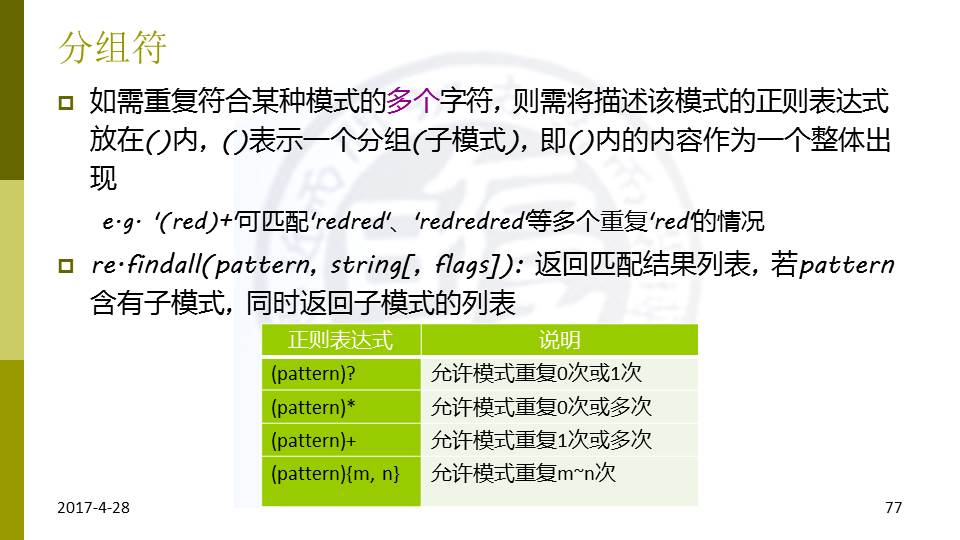 分组符
如需重复符合某种模式的多个字符，则需将描述该模式的正则表达式
放在()内，()表示一个分组(子模式)，即()内的内容作为一个整体出
现
e.g. '(red)+'可匹配'redred'、'redredred'等多个重复'red'的情况
re.findall(pattern, string[, flags])：返回匹配结果列表，若pattern
含有子模式，同时返回子模式的列表
正则表达式 说明
(pattern)? 允许模式重复0次或1次
(pattern)* 允许模式重复0次或多次
(pattern)+ 允许模式重复1次或多次
(pattern){m, n} 允许模式重复m~n次
2017-4-28 77